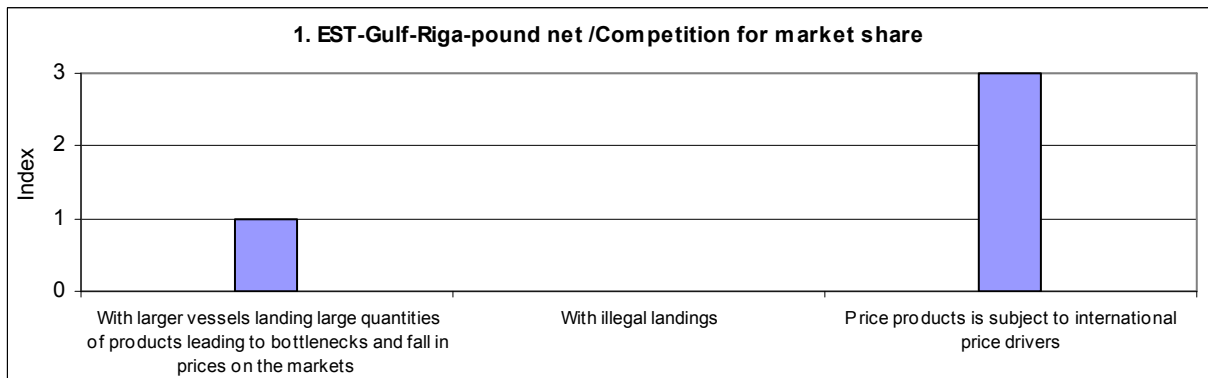 1. EST-Gulf-Riga-pound net /Competition for market share
3
2
1
0
Index
With larger vessels landing large quantities
of products leading to bottlenecks and fall in
prices on the markets
With illegal landings
Price products is subject to international
price drivers